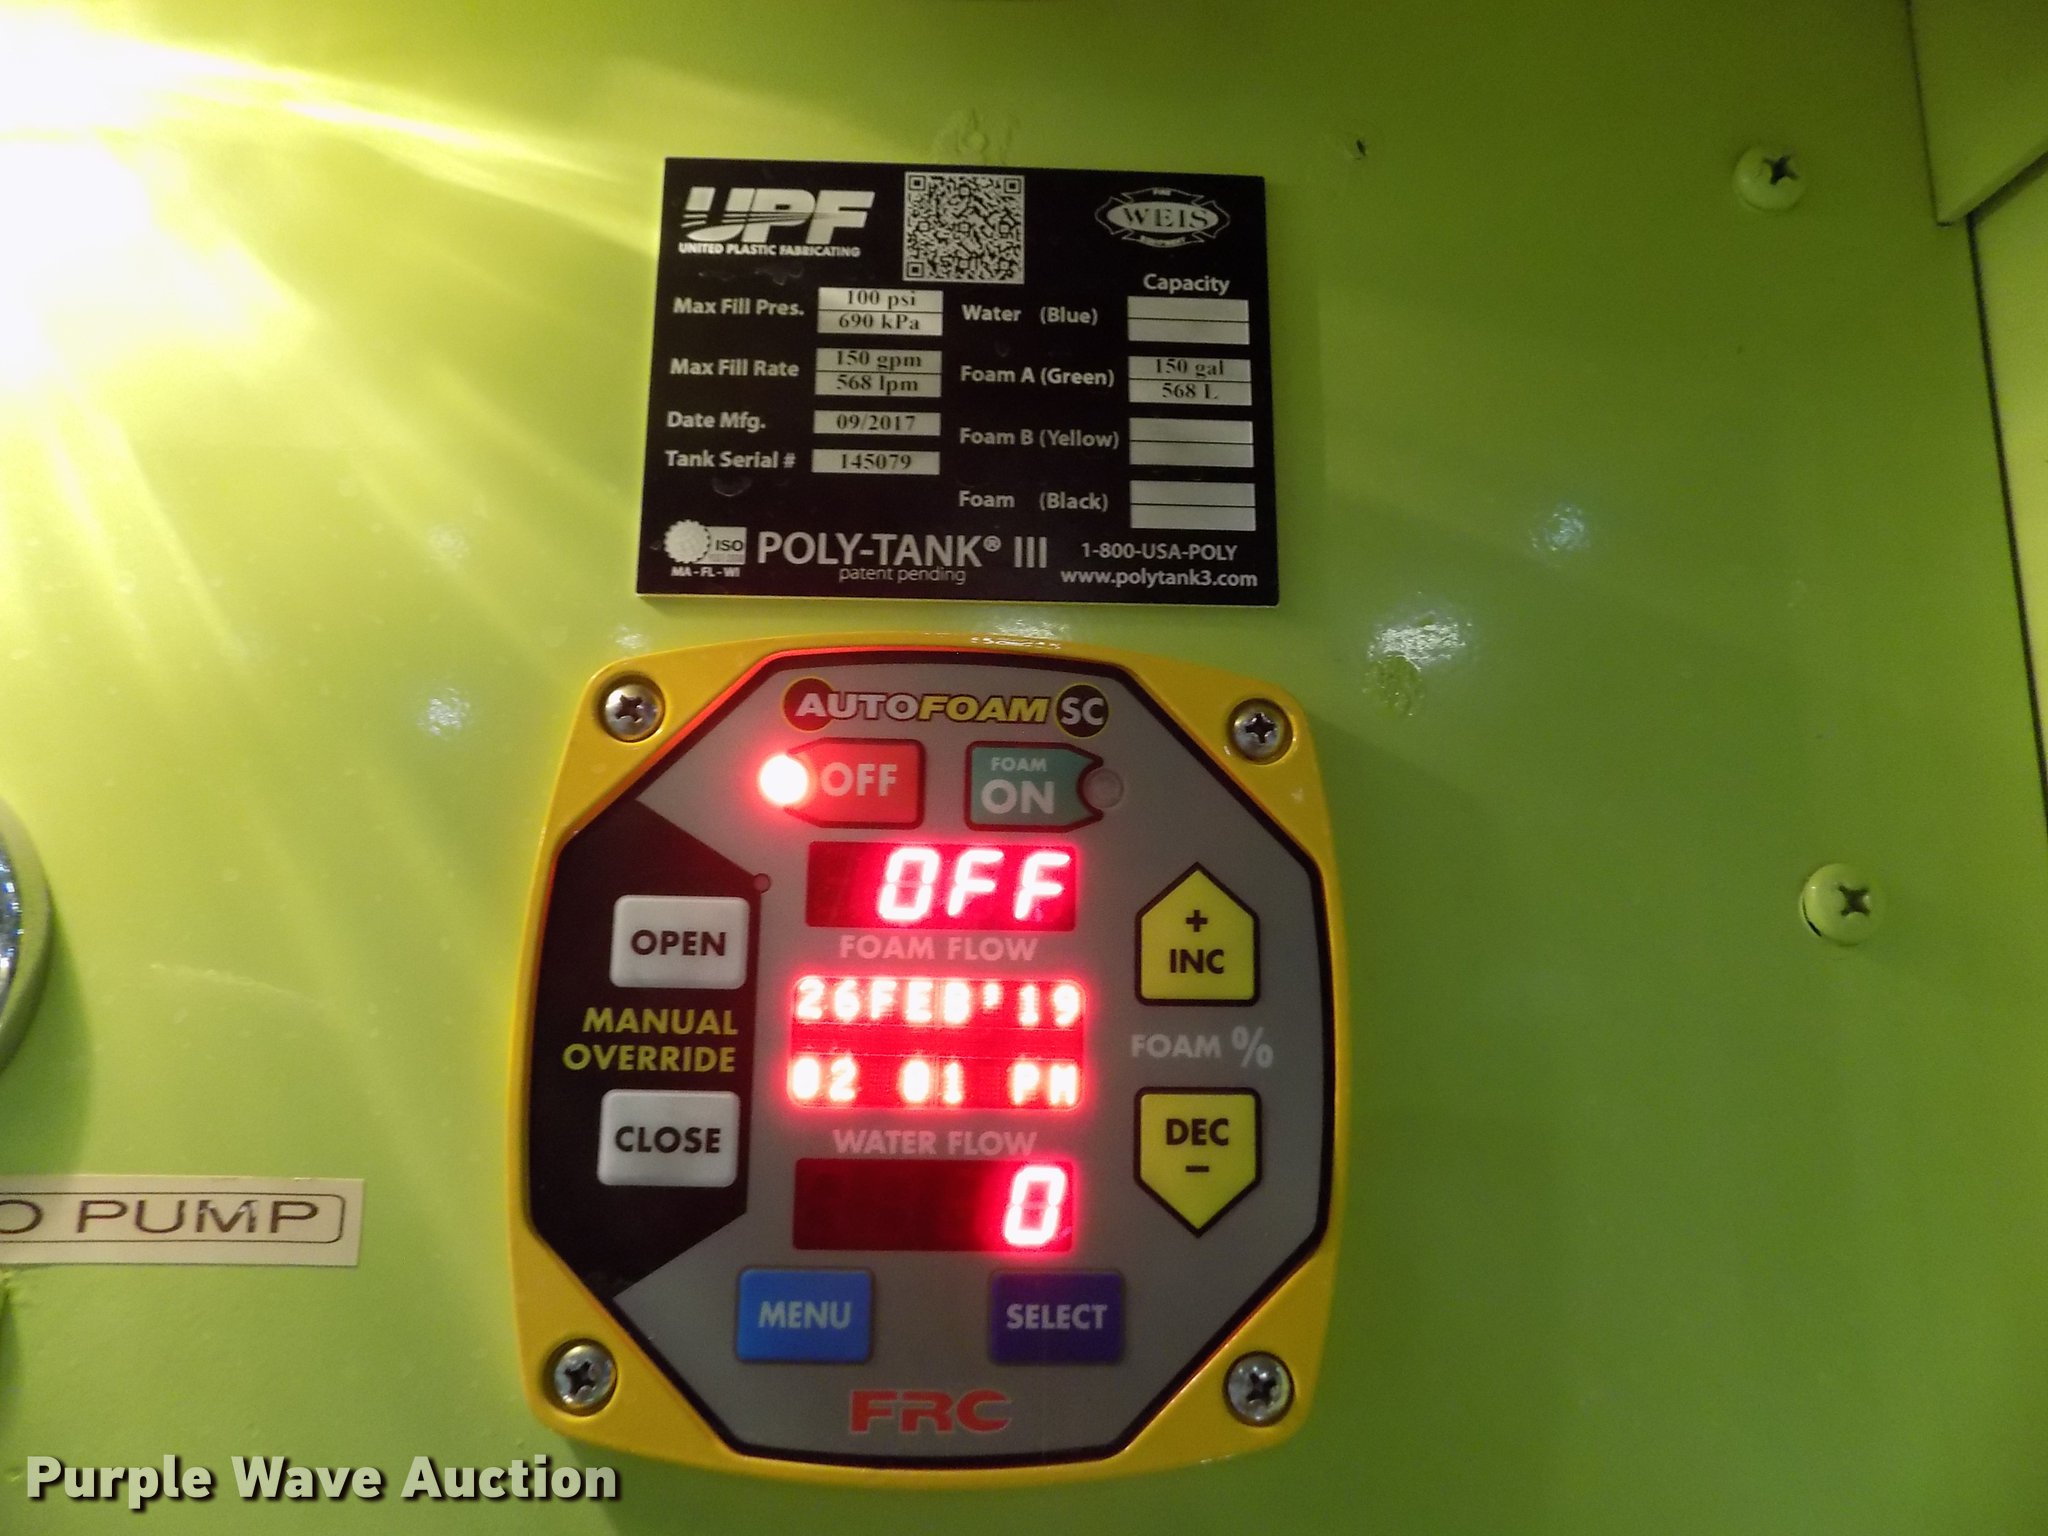 UPF
UNITED PLASTIC FABRICATING
WEIS
Capacity
Max Fill Pres.
100 psi
690 kPa
Water (Blue)
Max Fill Rate
150 gpm
568 lpm
Foam A (Green)
150 gal
568 L
Date Mfg.
09/2017
Foam B (Yellow)
Tank Serial #
145079
Foam (Black)
ISO
MA - FL - WI
POLY-TANK® III
patent pending
1-800-USA-POLY
www.polytank3.com
AUTOFOAM SC
OFF
FOAM
ON
OFF
FOAM FLOW
OPEN
MANUAL
OVERRIDE
CLOSE
26FEB'19
02 01 PM
+
INC
FOAM %
DEC
–
WATER FLOW
0
MENU
SELECT
FRC
O PUMP
Purple Wave Auction